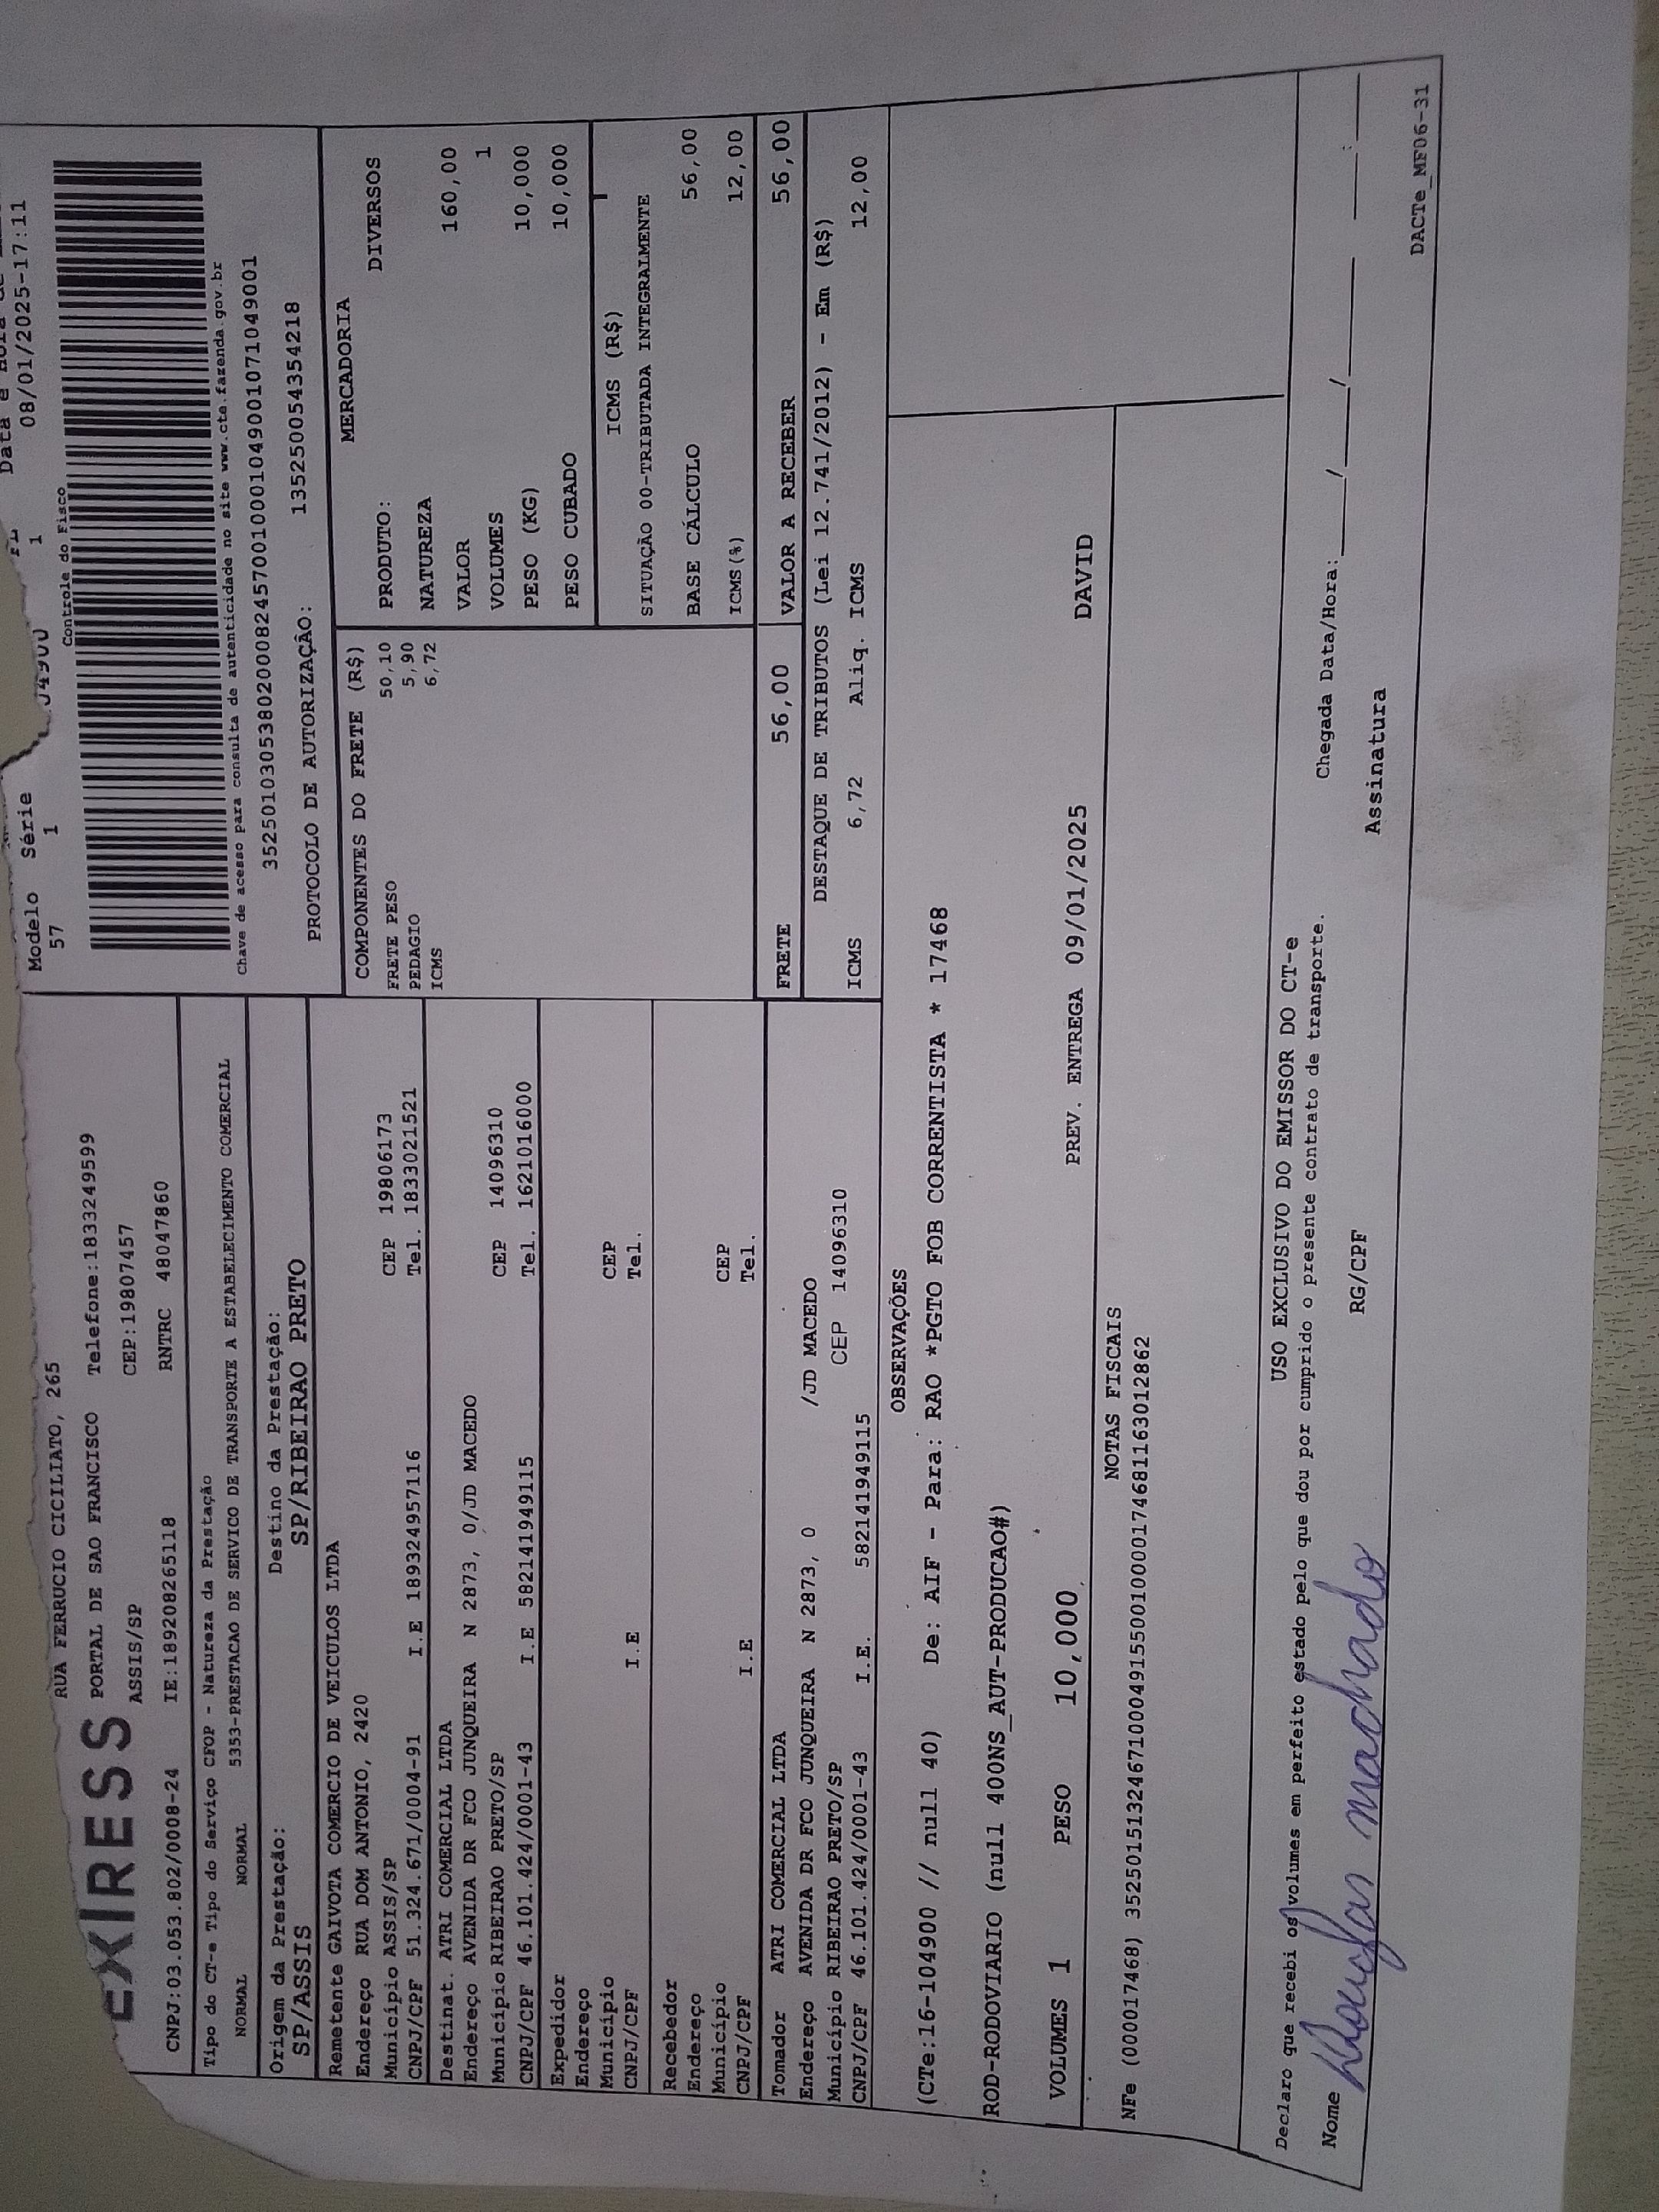 RUA FERRUCIO CICILIATO, 265
EXPRESS PORTAL DE SAO FRANCISCO Telefone:1833249599
ASSIS/SP CEP:19807457
CNPJ:03.053.802/0008-24 IE:189208265118 RNTRC 48047860
Modelo Série FL Data e Hora de
57 1 1 08/01/2025-17:11
Controle do Fisco
Chave de acesso para consulta de autenticidade no site www.cte.fazenda.gov.br
35250103053802000824570010001049001071049001
PROTOCOLO DE AUTORIZAÇÃO: 135250054354218
Tipo do CT-e Tipo do Serviço CFOP - Natureza da Prestação
NORMAL NORMAL 5353-PRESTACAO DE SERVICO DE TRANSPORTE A ESTABELECIMENTO COMERCIAL
Origem da Prestação: Destino da Prestação:
SP/ASSIS SP/RIBEIRAO PRETO
Remetente GAIVOTA COMERCIO DE VEICULOS LTDA
Endereço RUA DOM ANTONIO, 2420
Município ASSIS/SP CEP 19806173
CNPJ/CPF 51.324.671/0004-91 I.E 189324957116 Tel. 1833021521
Destinat. ATRI COMERCIAL LTDA
Endereço AVENIDA DR FCO JUNQUEIRA N 2873, 0/JD MACEDO
Município RIBEIRAO PRETO/SP CEP 14096310
CNPJ/CPF 46.101.424/0001-43 I.E 582141949115 Tel. 1621016000
Expedidor
Endereço
Município CEP
CNPJ/CPF I.E Tel.
Recebedor
Endereço
Município CEP
CNPJ/CPF I.E Tel.
Tomador ATRI COMERCIAL LTDA
Endereço AVENIDA DR FCO JUNQUEIRA N 2873, 0 /JD MACEDO
Município RIBEIRAO PRETO/SP CEP 14096310
CNPJ/CPF 46.101.424/0001-43 I.E. 582141949115
COMPONENTES DO FRETE (R$)
FRETE PESO 50,10
PEDAGIO 5,90
ICMS 6,72
MERCADORIA
PRODUTO: DIVERSOS
NATUREZA
VALOR 160,00
VOLUMES 1
PESO (KG) 10,000
PESO CUBADO 10,000
ICMS (R$)
SITUAÇÃO 00-TRIBUTADA INTEGRALMENTE
BASE CÁLCULO 56,00
ICMS(%) 12,00
FRETE 56,00 VALOR A RECEBER 56,00
DESTAQUE DE TRIBUTOS (Lei 12.741/2012) - Em (R$)
ICMS 6,72 Aliq. ICMS 12,00
OBSERVAÇÕES
(CTe:16-104900 // null 40) De: AIF - Para: RAO *PGTO FOB CORRENTISTA * 17468
ROD-RODOVIARIO (null 400NS_AUT-PRODUCAO#)
VOLUMES 1 PESO 10,000 PREV. ENTREGA 09/01/2025 DAVID
NOTAS FISCAIS
NFe (000017468) 35250151324671000491550010000174681163012862
USO EXCLUSIVO DO EMISSOR DO CT-e
Declaro que recebi os volumes em perfeito estado pelo que dou por cumprido o presente contrato de transporte.
Nome Douglas machado RG/CPF Assinatura Chegada Data/Hora: / / :
DACTe_MF06-31